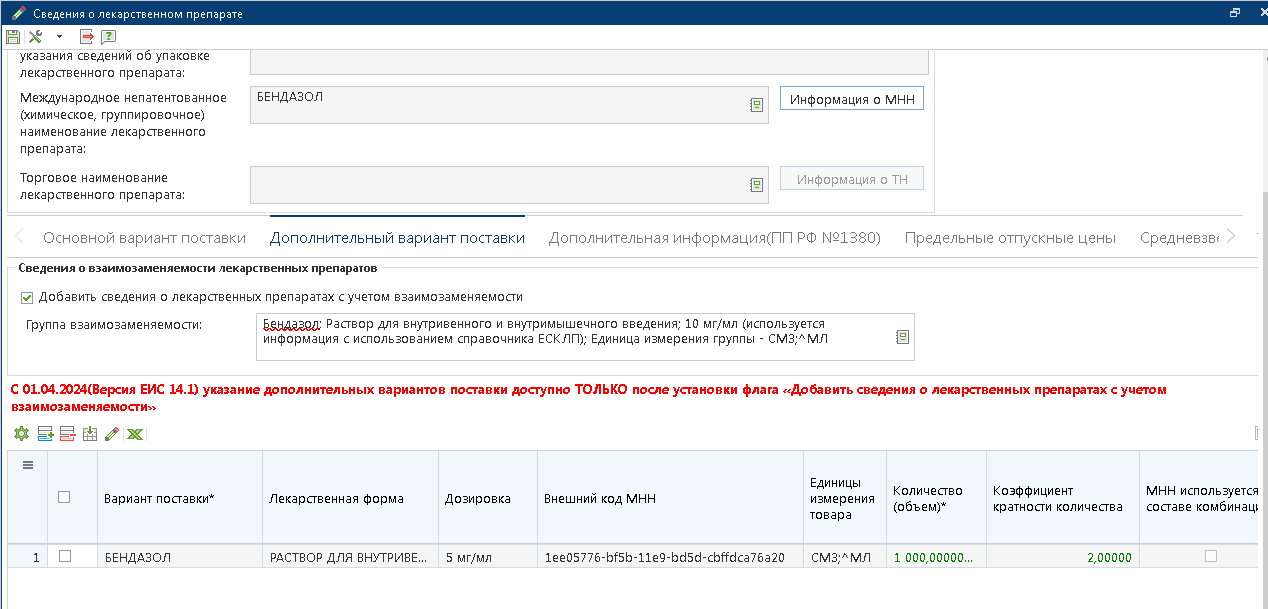 Сведения о лекарственном препарате
указания сведений об упаковке
лекарственного препарата:
Международное непатентованное
(химическое, группировочное)
наименование лекарственного
препарата:
БЕНДАЗОЛ
Информация о МНН
Торговое наименование
лекарственного препарата:
Информация о ТН
Основной вариант поставки Дополнительный вариант поставки Дополнительная информация(ПП РФ №1380) Предельные отпускные цены Средневзве
Сведения о взаимозаменяемости лекарственных препаратов
Добавить сведения о лекарственных препаратах с учетом взаимозаменяемости
Группа взаимозаменяемости:
Бендазол; Раствор для внутривенного и внутримышечного введения; 10 мг/мл (используется
информация с использованием справочника ЕСКЛП); Единица измерения группы - СМ3;^МЛ
С 01.04.2024(Версия ЕИС 14.1) указание дополнительных вариантов поставки доступно ТОЛЬКО после установки флага «Добавить сведения о лекарственных препаратах с учетом
взаимозаменяемости»
Вариант поставки*
Лекарственная форма
Дозировка
Внешний код МНН
Единицы
измерения
товара
Количество
(объем)*
Коэффициент
кратности количества
МНН используется
составе комбинаци
1 БЕНДАЗОЛ РАСТВОР ДЛЯ ВНУТРИВЕ... 5 мг/мл 1ee05776-bf5b-11e9-bd5d-cbffdca76a20 СМ3;^МЛ 1 000,00000... 2,00000